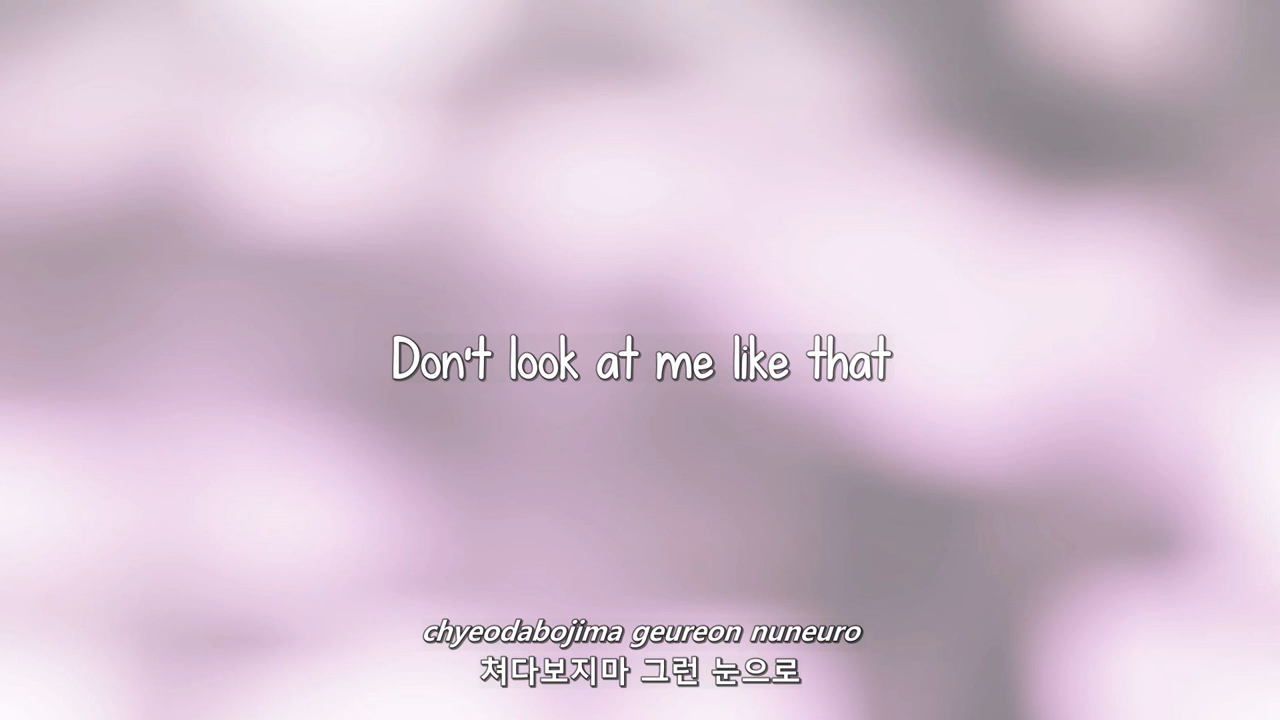 Don't look at me like that
chyeodabojima geureon nuneuro
쳐다보지마 그런 눈으로